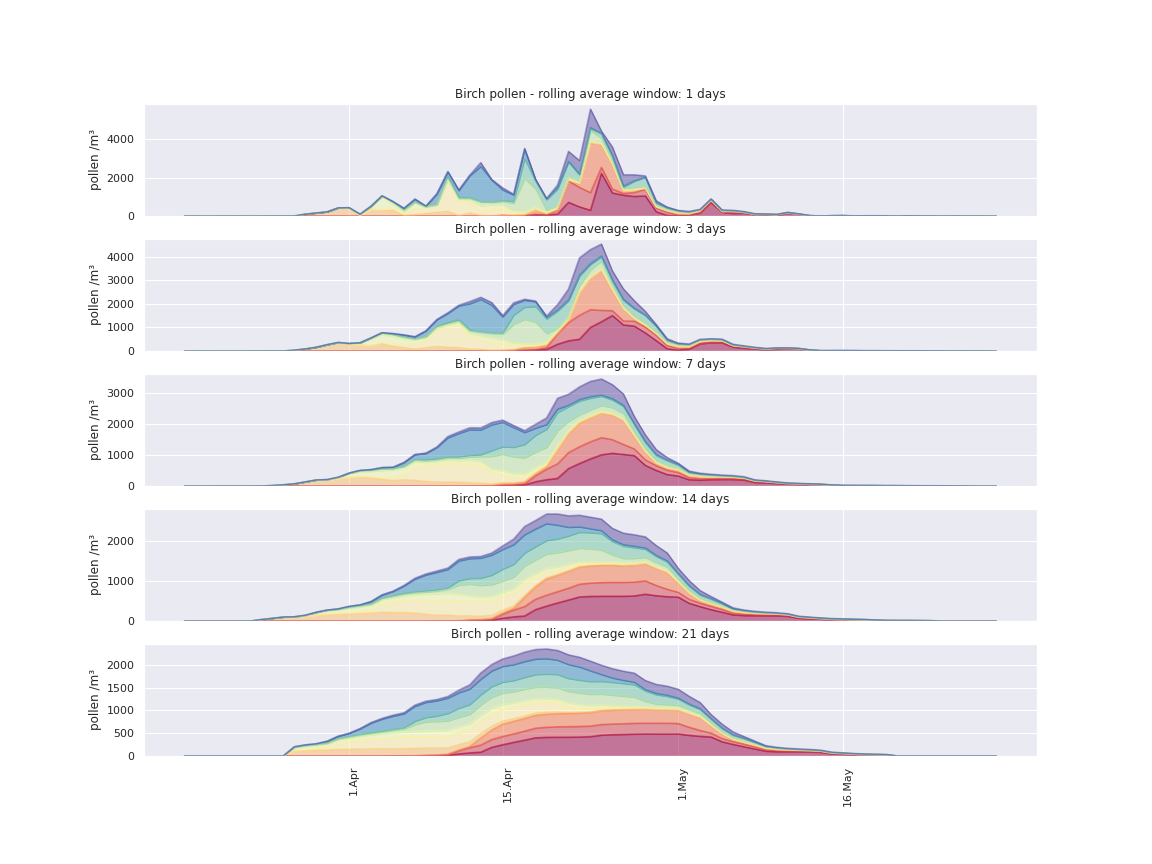 Birch pollen - rolling average window: 1 days
pollen /m³
4000
2000
0
Birch pollen - rolling average window: 3 days
pollen /m³
4000
3000
2000
1000
0
Birch pollen - rolling average window: 7 days
pollen /m³
3000
2000
1000
0
Birch pollen - rolling average window: 14 days
pollen /m³
2000
1000
0
Birch pollen - rolling average window: 21 days
pollen /m³
2000
1500
1000
500
0
1.Apr
15.Apr
1.May
16.May